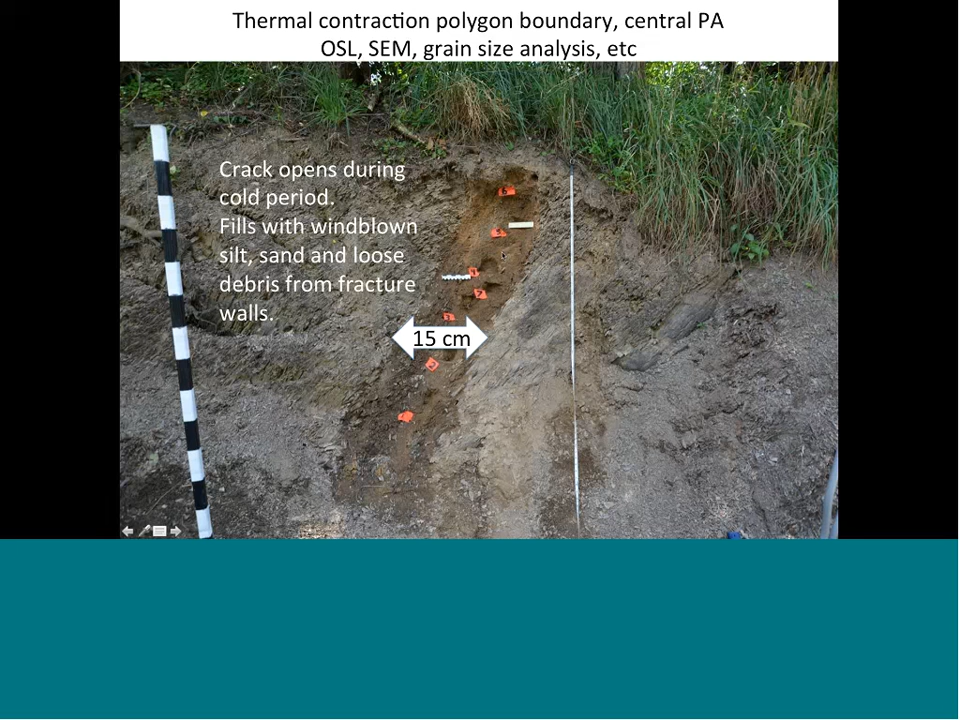 Thermal contraction polygon boundary, central PA
OSL, SEM, grain size analysis, etc
Crack opens during
cold period.
Fills with windblown
silt, sand and loose
debris from fracture
walls.
15 cm